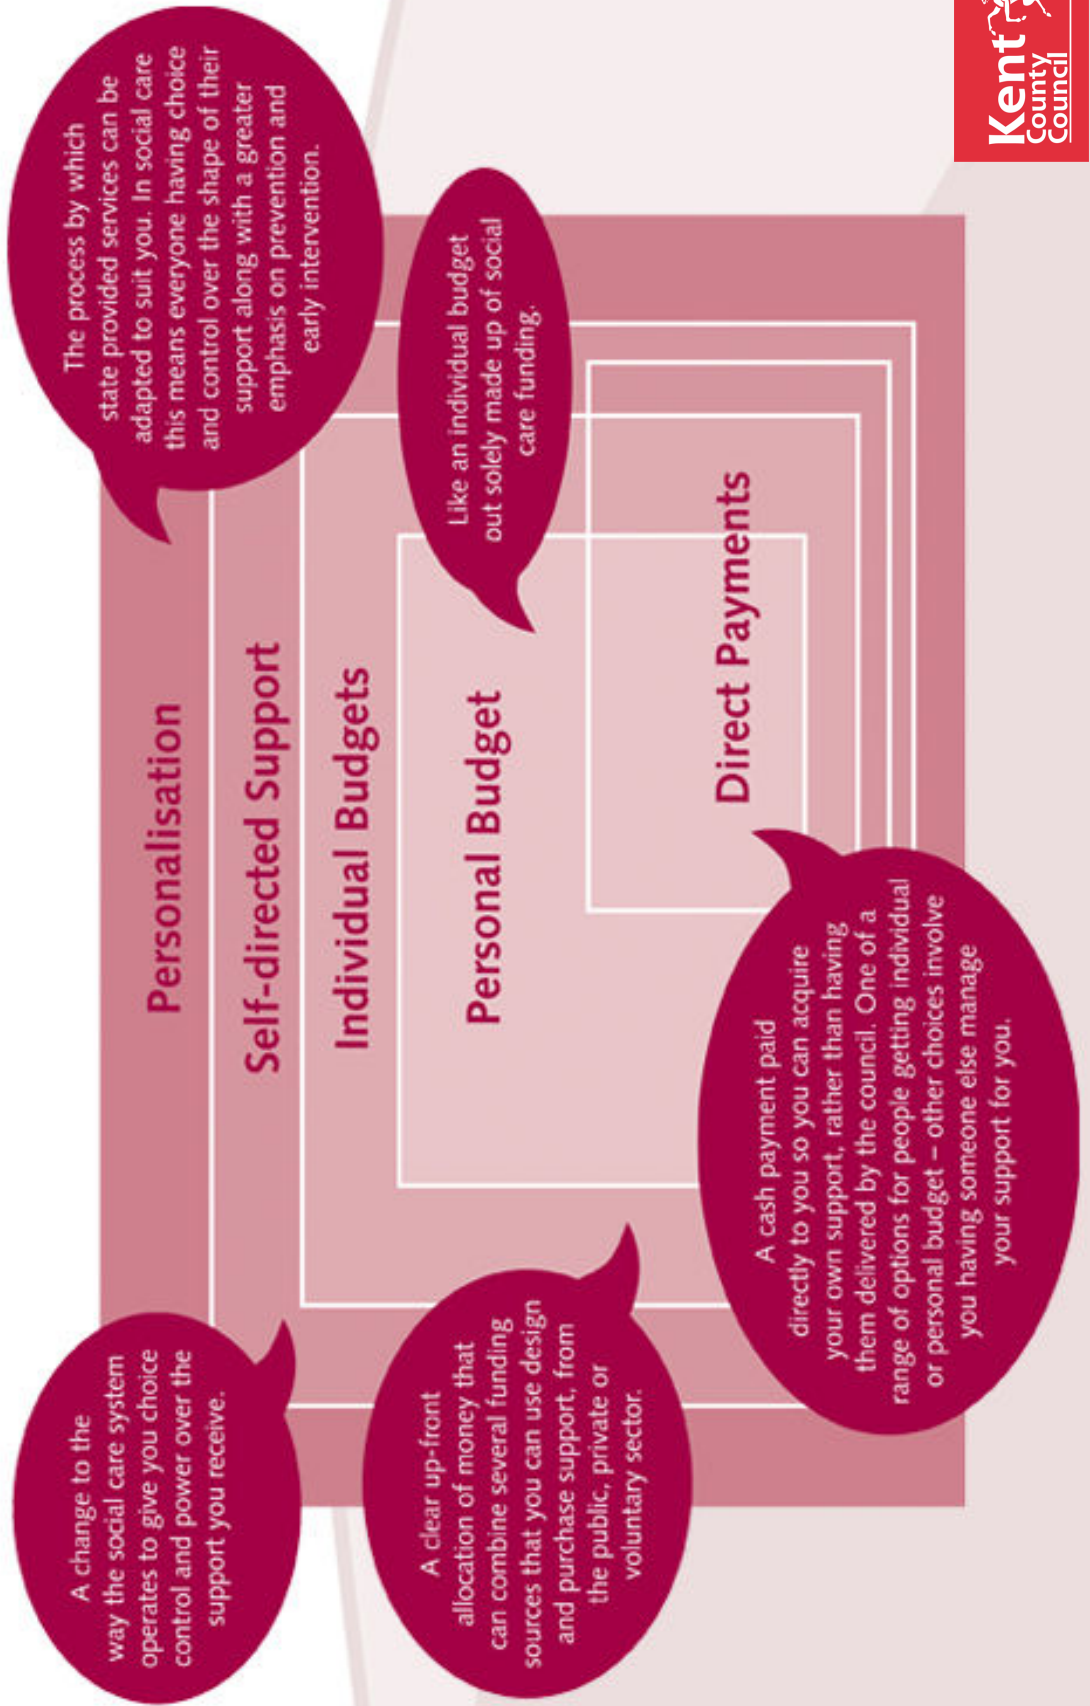 Personalisation
Self-directed Support
Individual Budgets
Personal Budget
Direct Payments
A change to the
way the social care system
operates to give you choice
control and power over the
support you receive.
The process by which
state provided services can be
adapted to suit you. In social care
this means everyone having choice
and control over the shape of their
support along with a greater
emphasis on prevention and
early intervention.
A clear up-front
allocation of money that
can combine several funding
sources that you can use design
and purchase support, from
the public, private or
voluntary sector.
Like an individual budget
out solely made up of social
care funding.
A cash payment paid
directly to you so you can acquire
your own support, rather than having
them delivered by the council. One of a
range of options for people getting individual
or personal budget – other choices involve
you having someone else manage
your support for you.
Kent
County
Council